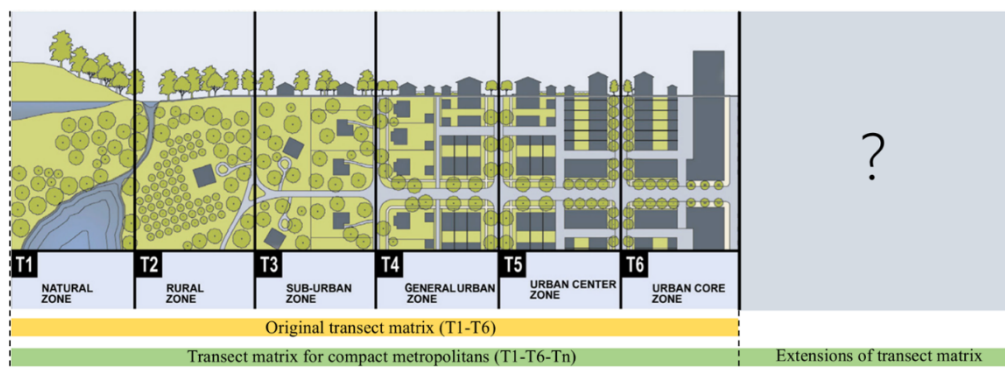 ?
T1
NATURAL
ZONE
T2
RURAL
ZONE
T3
SUB-URBAN
ZONE
T4
GENERAL URBAN
ZONE
T5
URBAN CENTER
ZONE
T6
URBAN CORE
ZONE
Original transect matrix (T1-T6)
Transect matrix for compact metropolitans (T1-T6-Tn)
Extensions of transect matrix